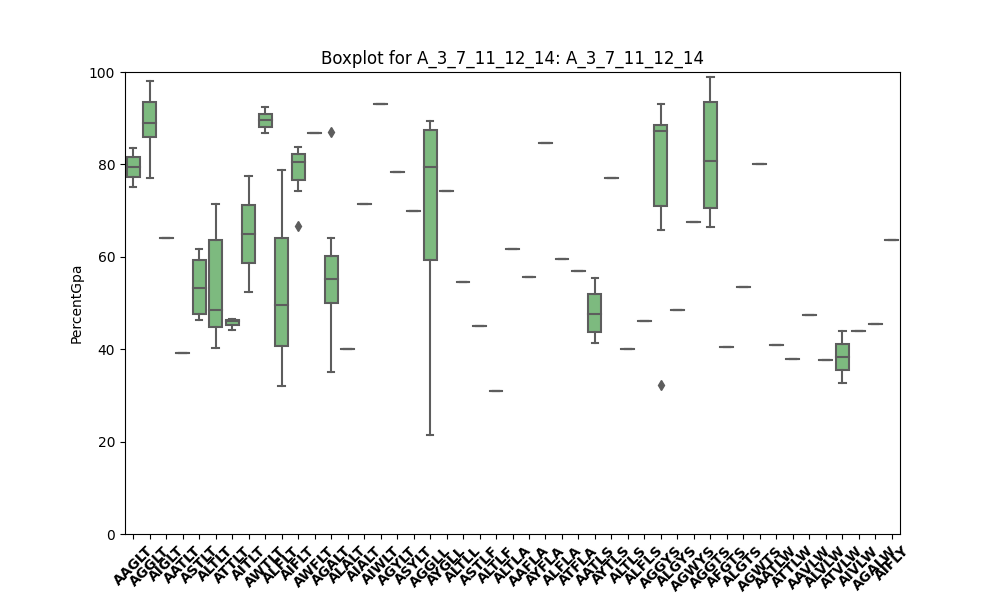 Boxplot for A_3_7_11_12_14: A_3_7_11_12_14
PercentGpa
100
80
60
40
20
0
AAGLT
AGGLT
AIGLT
AATLT
ASTLT
ALTLT
ATTLT
AITLT
AWTLT
ALFLT
AIFLT
AWFLT
AGALT
ALALT
AIALT
AIWLT
AGYLT
ASYLT
AGGLL
AYGLL
ALTLL
ASTLF
ALTLF
ALTLA
AAFLA
AYFLA
ALFLA
ATFLA
AATLS
AYTLS
ALTLS
ALFLS
AGGYS
ALGYS
AGWYS
AGGTS
AFGTS
ALGTS
AGWTS
AATLW
ATTLW
AAYLW
ALVLW
ATVLW
AIVLW
AGALW
AIFLY